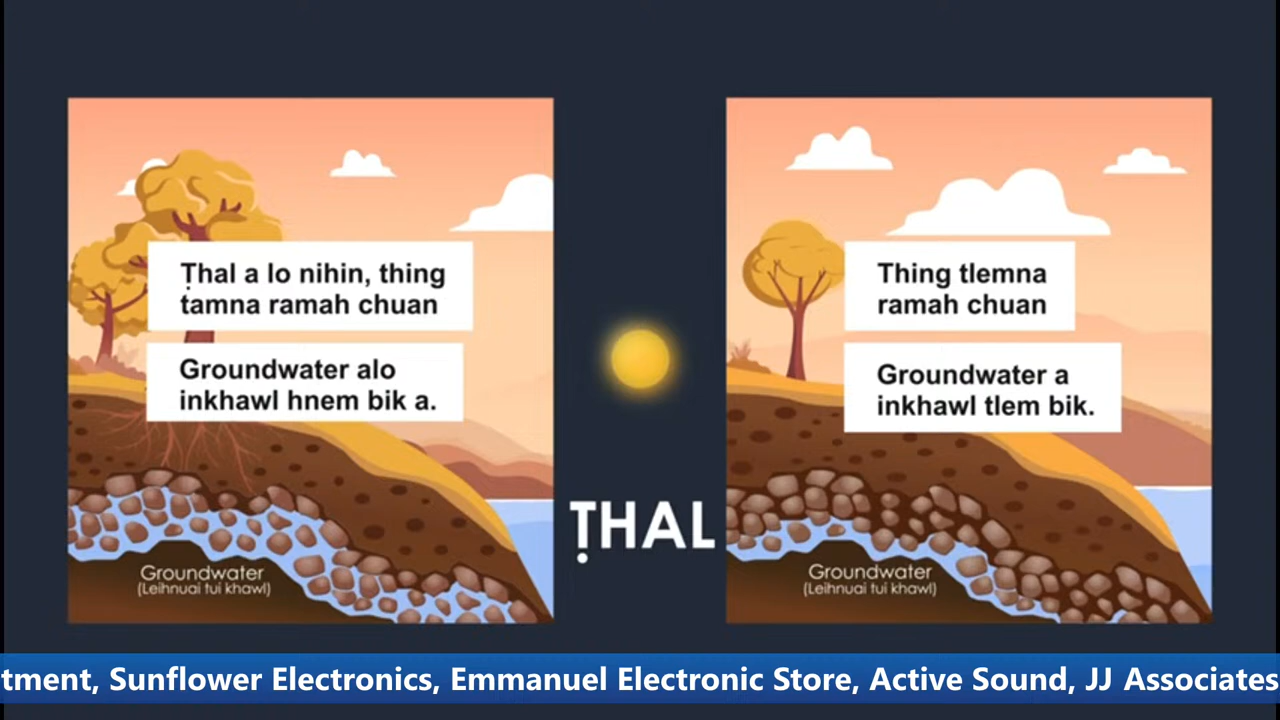 Ṭhal a lo nihin, thing
tamna ramah chuan
Groundwater alo
inkhawl hnem bik a.
Groundwater
(Leihnuai tui khawl)
ṬHAL
Thing tlemna
ramah chuan
Groundwater a
inkhawl tlem bik.
Groundwater
(Leihnuai tui khawl)
tment, Sunflower Electronics, Emmanuel Electronic Store, Active Sound, JJ Associates